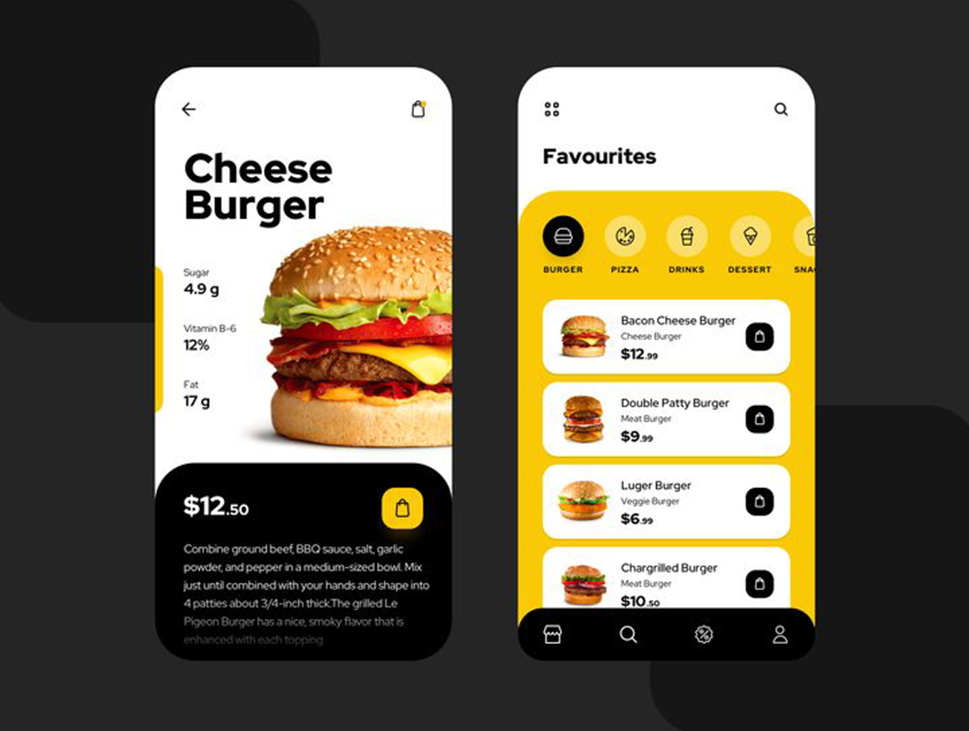 Cheese
Burger
Sugar
4.9 g
Vitamin B-6
12%
Fat
17 g
$12.50
Combine ground beef, BBQ sauce, salt, garlic
powder, and pepper in a medium-sized bowl. Mix
just until combined with your hands and shape into
4 patties about 3/4-inch thick.The grilled Le
Pigeon Burger has a nice, smoky flavor that is
enhanced with each topping
Favourites
BURGER PIZZA DRINKS DESSERT SNA
Bacon Cheese Burger
Cheese Burger
$12.99
Double Patty Burger
Meat Burger
$9.99
Luger Burger
Veggie Burger
$6.99
Chargrilled Burger
Meat Burger
$10.50